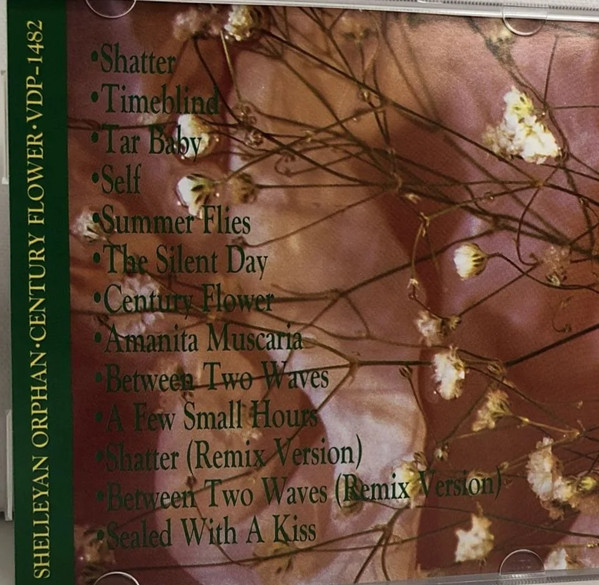 SHELLEYAN ORPHAN·CENTURY FLOWER·VDP-1482
•Shatter
•Timeblind
•Tar Baby
•Self
•Summer Flies
•The Silent Day
•Century Flower
•Amanita Muscaria
•Between Two Waves
•A Few Small Hours
•Shatter (Remix Version)
•Between Two Waves (Remix Version)
•Sealed With A Kiss